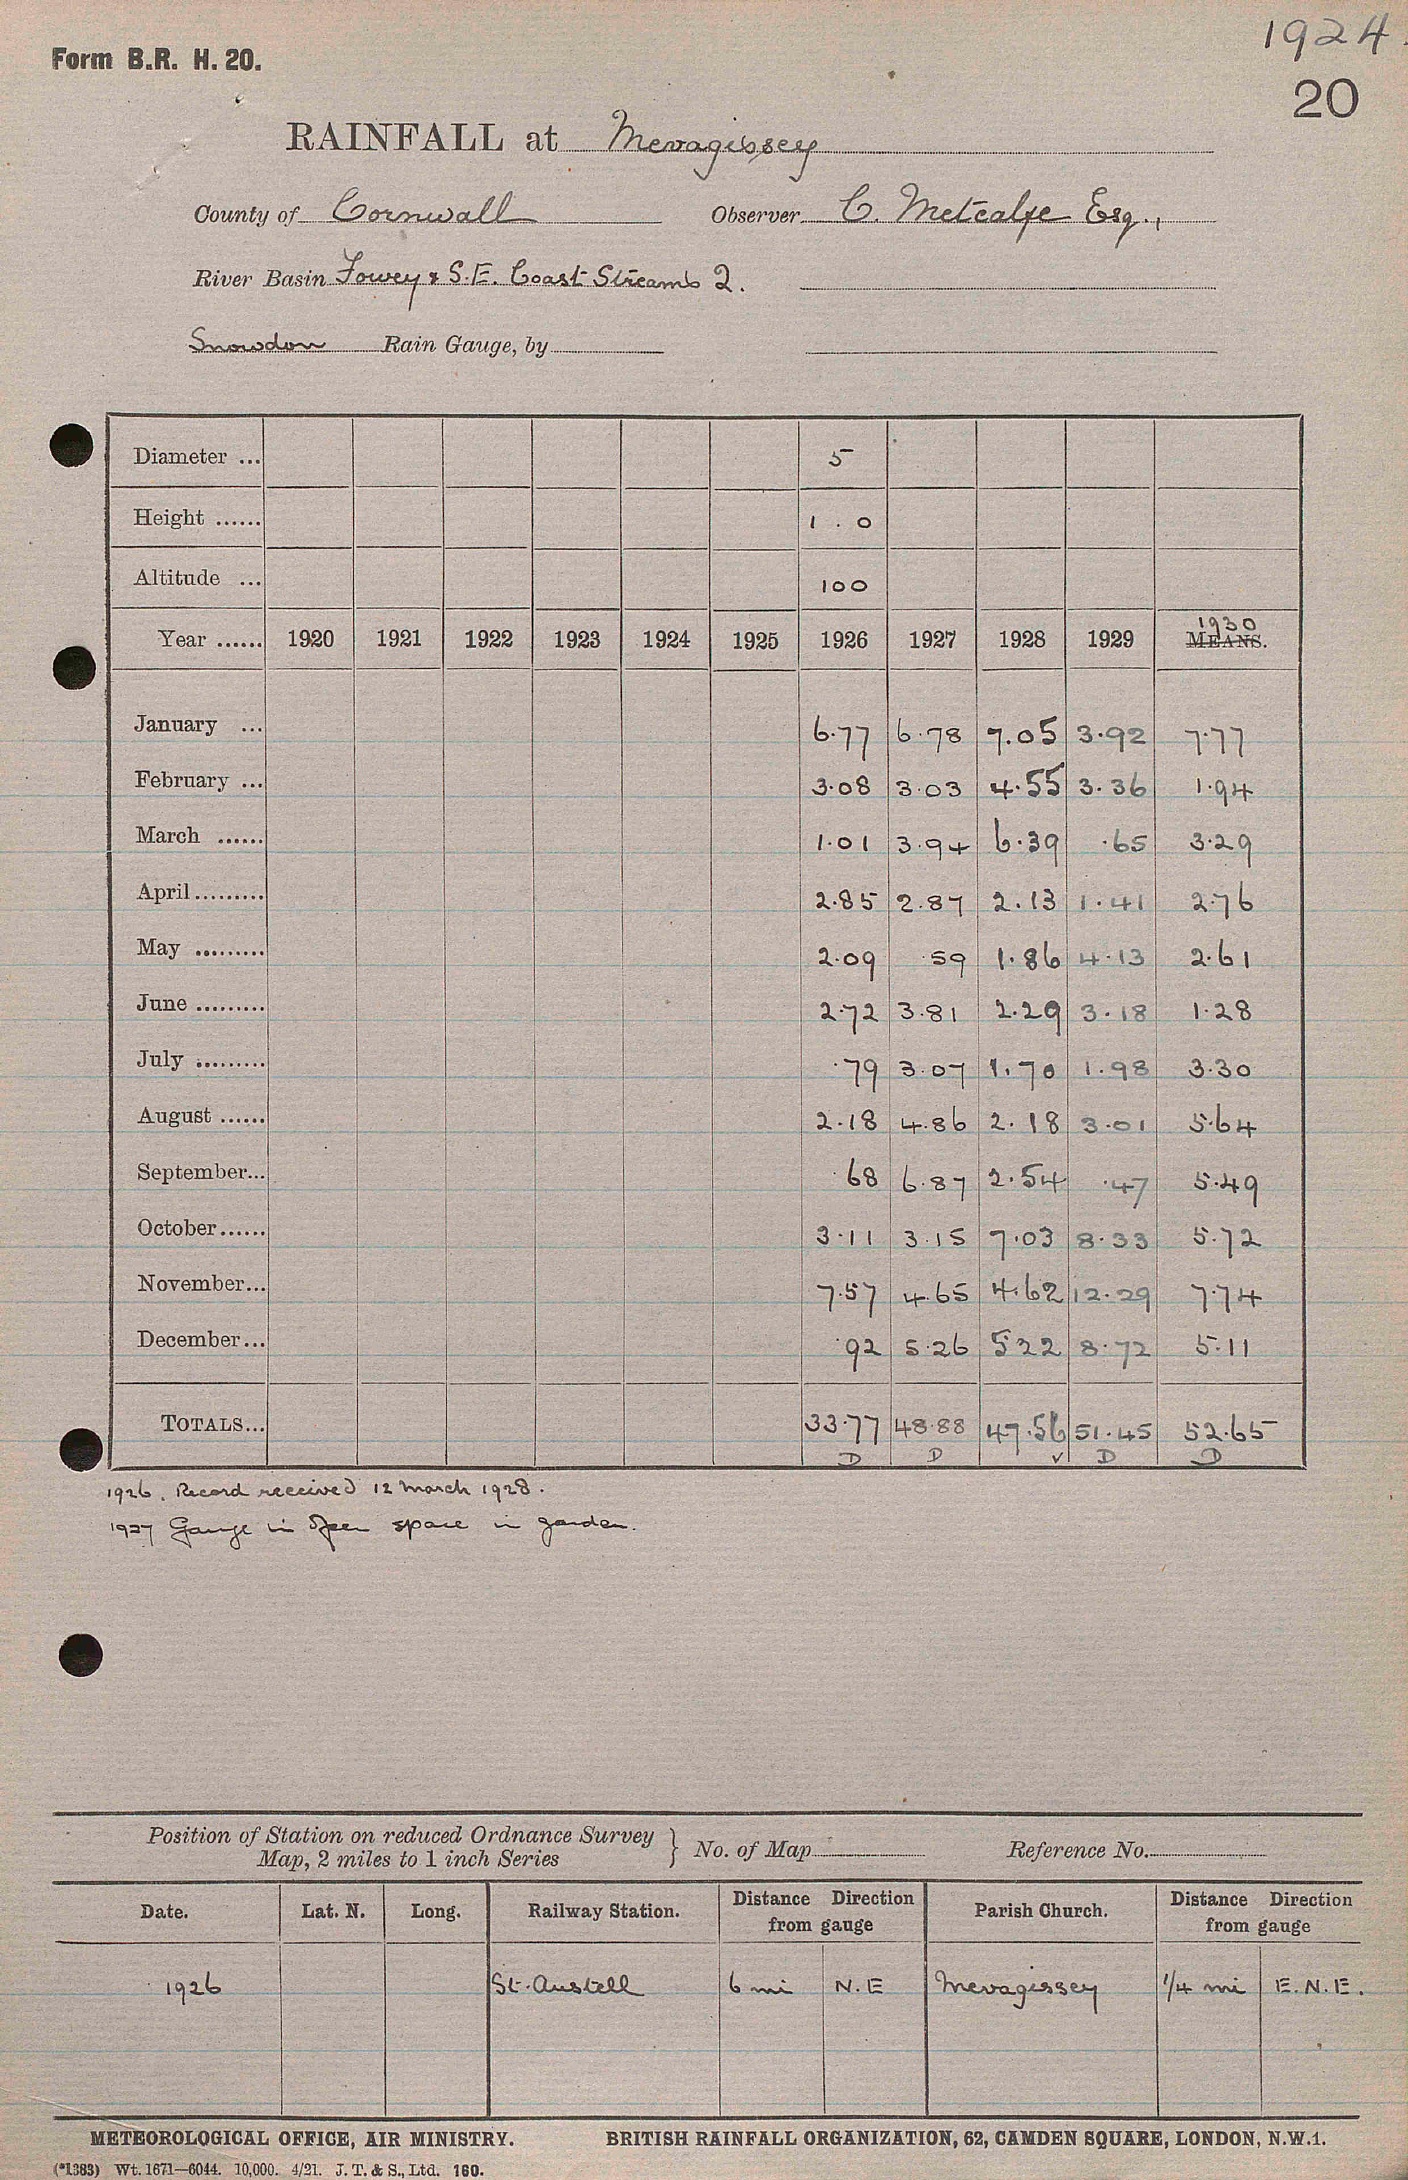 1924.
Form B.R. H. 20.
20
RAINFALL at Mevagissey
County of Cornwall Observer C. Metcalfe Esq.,
River Basin Fowey & S.E. Coast Streams 2.
Snowdon Rain Gauge, by
Diameter ... 5
Height ...... 1 . 0
Altitude ... 100
1930
Year ...... 1920 1921 1922 1923 1924 1925 1926 1927 1928 1929 MEANS.
January ... 6.77 6.78 7.05 3.92 7.77
February ... 3.08 3.03 4.55 3.36 1.94
March ...... 1.01 3.94 6.39 .65 3.29
April ......... 2.85 2.87 2.13 1.41 2.76
May ......... 2.09 .59 1.86 4.13 2.61
June ......... 2.72 3.81 2.29 3.18 1.28
July ......... .79 3.07 1.70 1.98 3.30
August ...... 2.18 4.86 2.18 3.01 5.64
September... .68 6.87 2.54 .47 5.49
October...... 3.11 3.15 7.03 8.33 5.72
November... 7.57 4.65 4.62 12.29 7.74
December... .92 5.26 5.22 8.72 5.11
TOTALS... 33.77 48.88 47.56 51.45 52.65
D D v D D
1926. Record received 12 March 1928.
1927 Gauge in open space in garden.
Position of Station on reduced Ordnance Survey
Map, 2 miles to 1 inch Series } No. of Map Reference No.
Date. Lat. N. Long. Railway Station. Distance Direction from gauge Parish Church. Distance Direction from gauge
1926 St. Austell 6 mi N.E Mevagissey 1/4 mi E.N.E.
METEOROLOGICAL OFFICE, AIR MINISTRY. BRITISH RAINFALL ORGANIZATION, 62, CAMDEN SQUARE, LONDON, N.W.1.
(*1383) Wt. 1671—6044. 10,000. 4/21. J. T. & S., Ltd. 160.